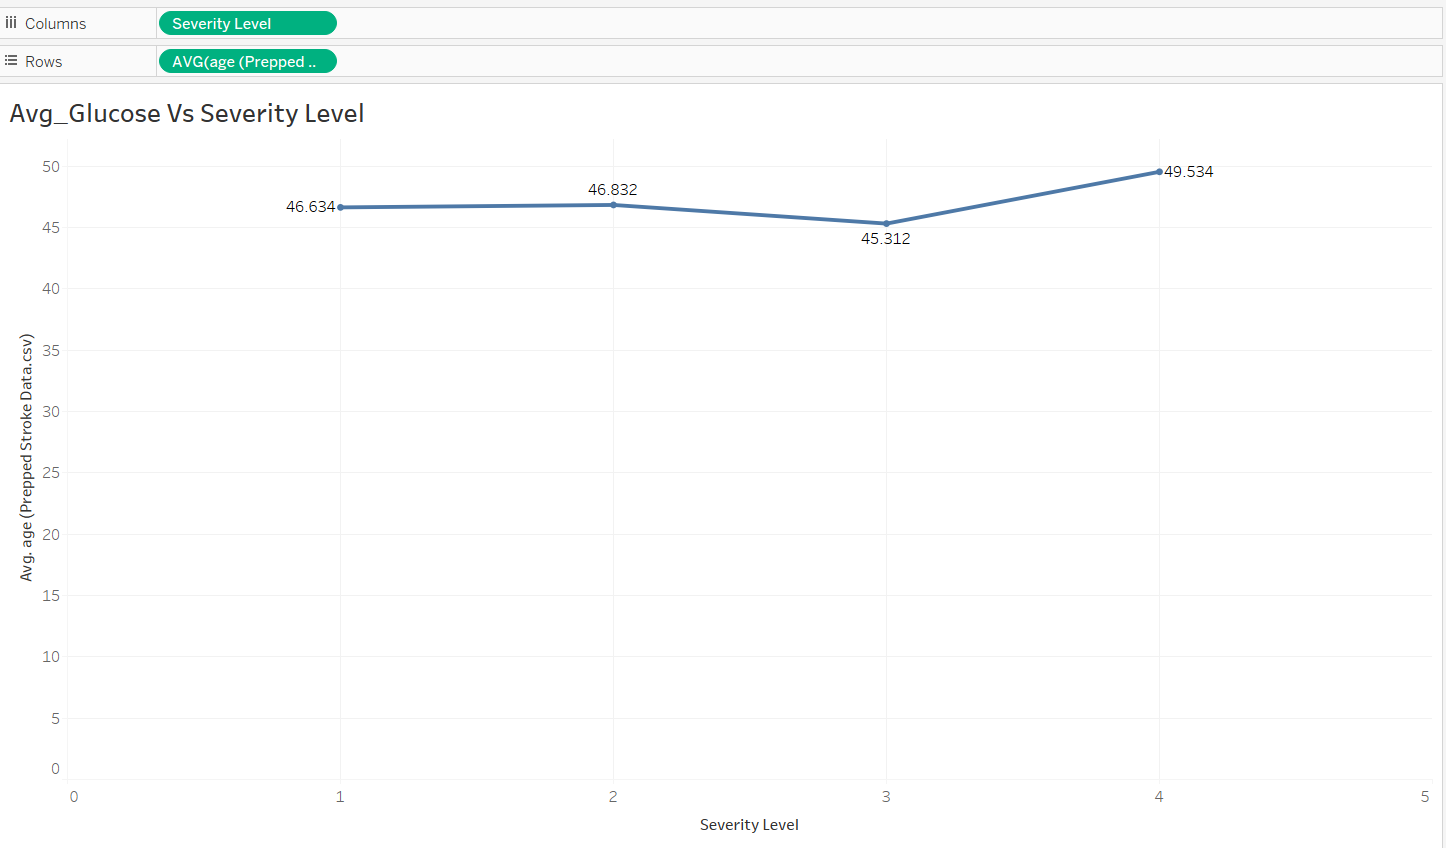 Columns Severity Level
Rows AVG(age (Prepped ..
Avg_Glucose Vs Severity Level
50
45
40
35
30
25
20
15
10
5
0
Avg. age (Prepped Stroke Data.csv)
46.634
46.832
45.312
49.534
0 1 2 3 4 5
Severity Level